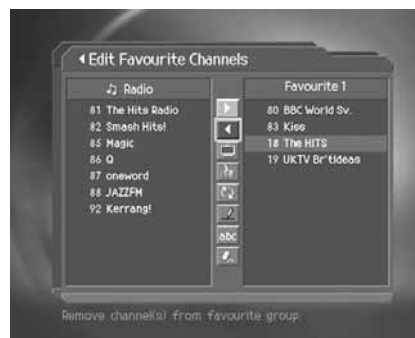 Edit Favourite Channels
Radio
81 The Hits Radio
82 Smash Hits!
85 Magic
86 Q
87 oneword
88 JAZZFM
92 Kerrang!
abc
Favourite 1
80 BBC World Sv.
83 Kiss
18 The HITS
19 UKTV Br'tIdeas
Remove channel(s) from favourite group